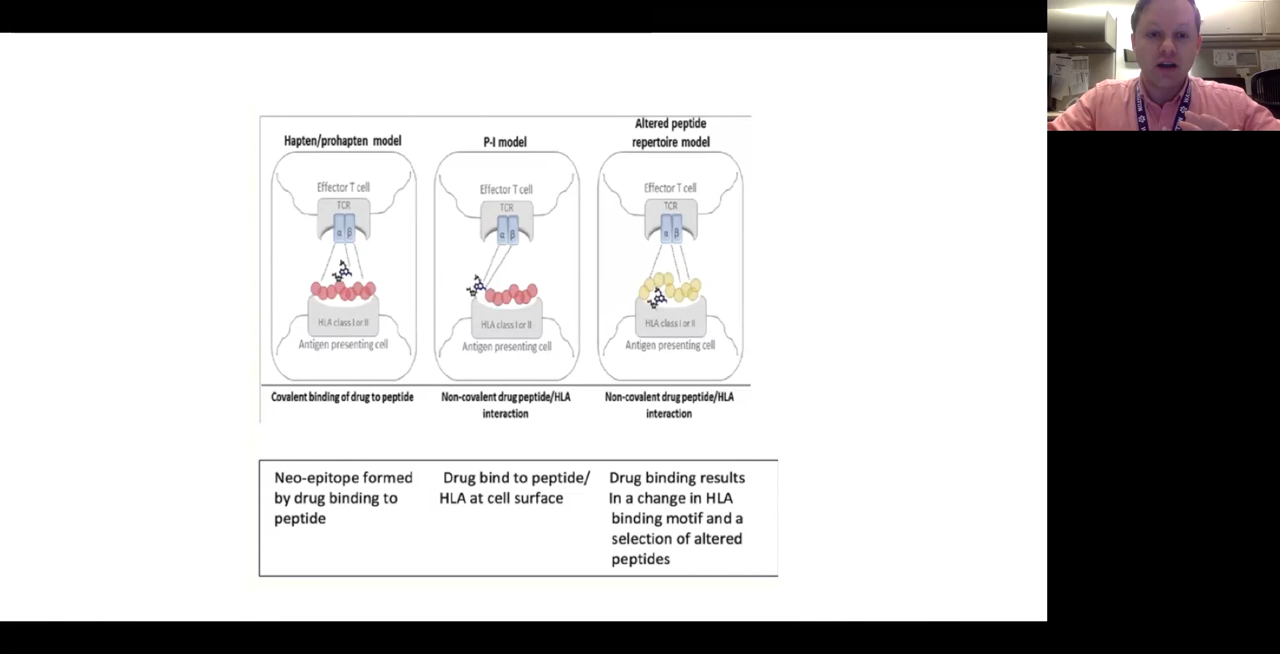 Hapten/prohapten model
Effector T cell
TCR
α β
HLA class I or II
Antigen presenting cell
Covalent binding of drug to peptide
P-I model
Effector T cell
TCR
α β
HLA class I or II
Antigen presenting cell
Non-covalent drug peptide/HLA
interaction
Altered peptide
repertoire model
Effector T cell
TCR
α β
HLA class I or II
Antigen presenting cell
Non-covalent drug peptide/HLA
interaction
Neo-epitope formed
by drug binding to
peptide
Drug bind to peptide/
HLA at cell surface
Drug binding results
In a change in HLA
binding motif and a
selection of altered
peptides